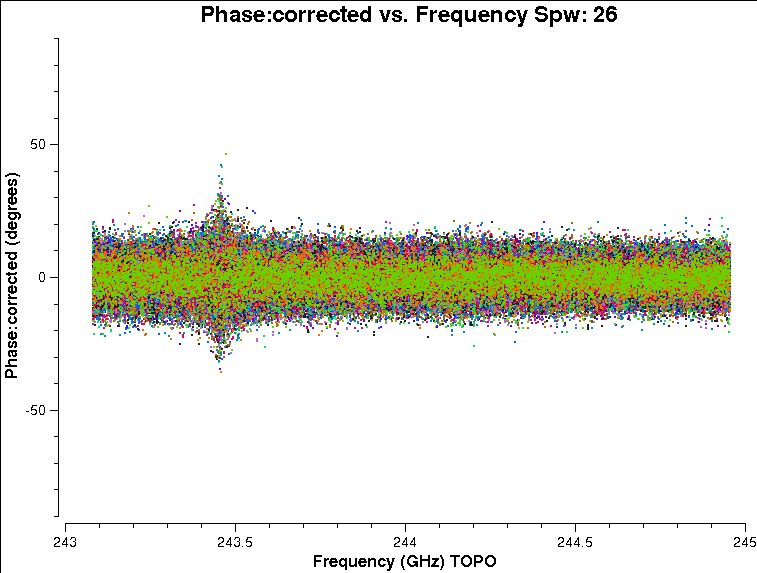 Phase:corrected vs. Frequency Spw: 26
Phase:corrected (degrees)
50
0
-50
243
243.5
244
244.5
245
Frequency (GHz) TOPO